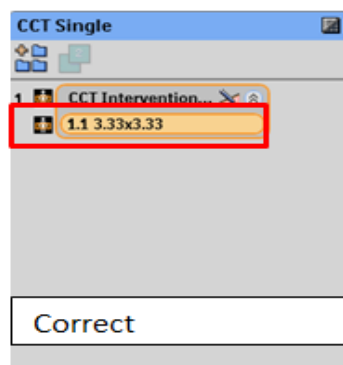 CCT Single
1 CCT Intervention...
1.1 3.33x3.33
Correct